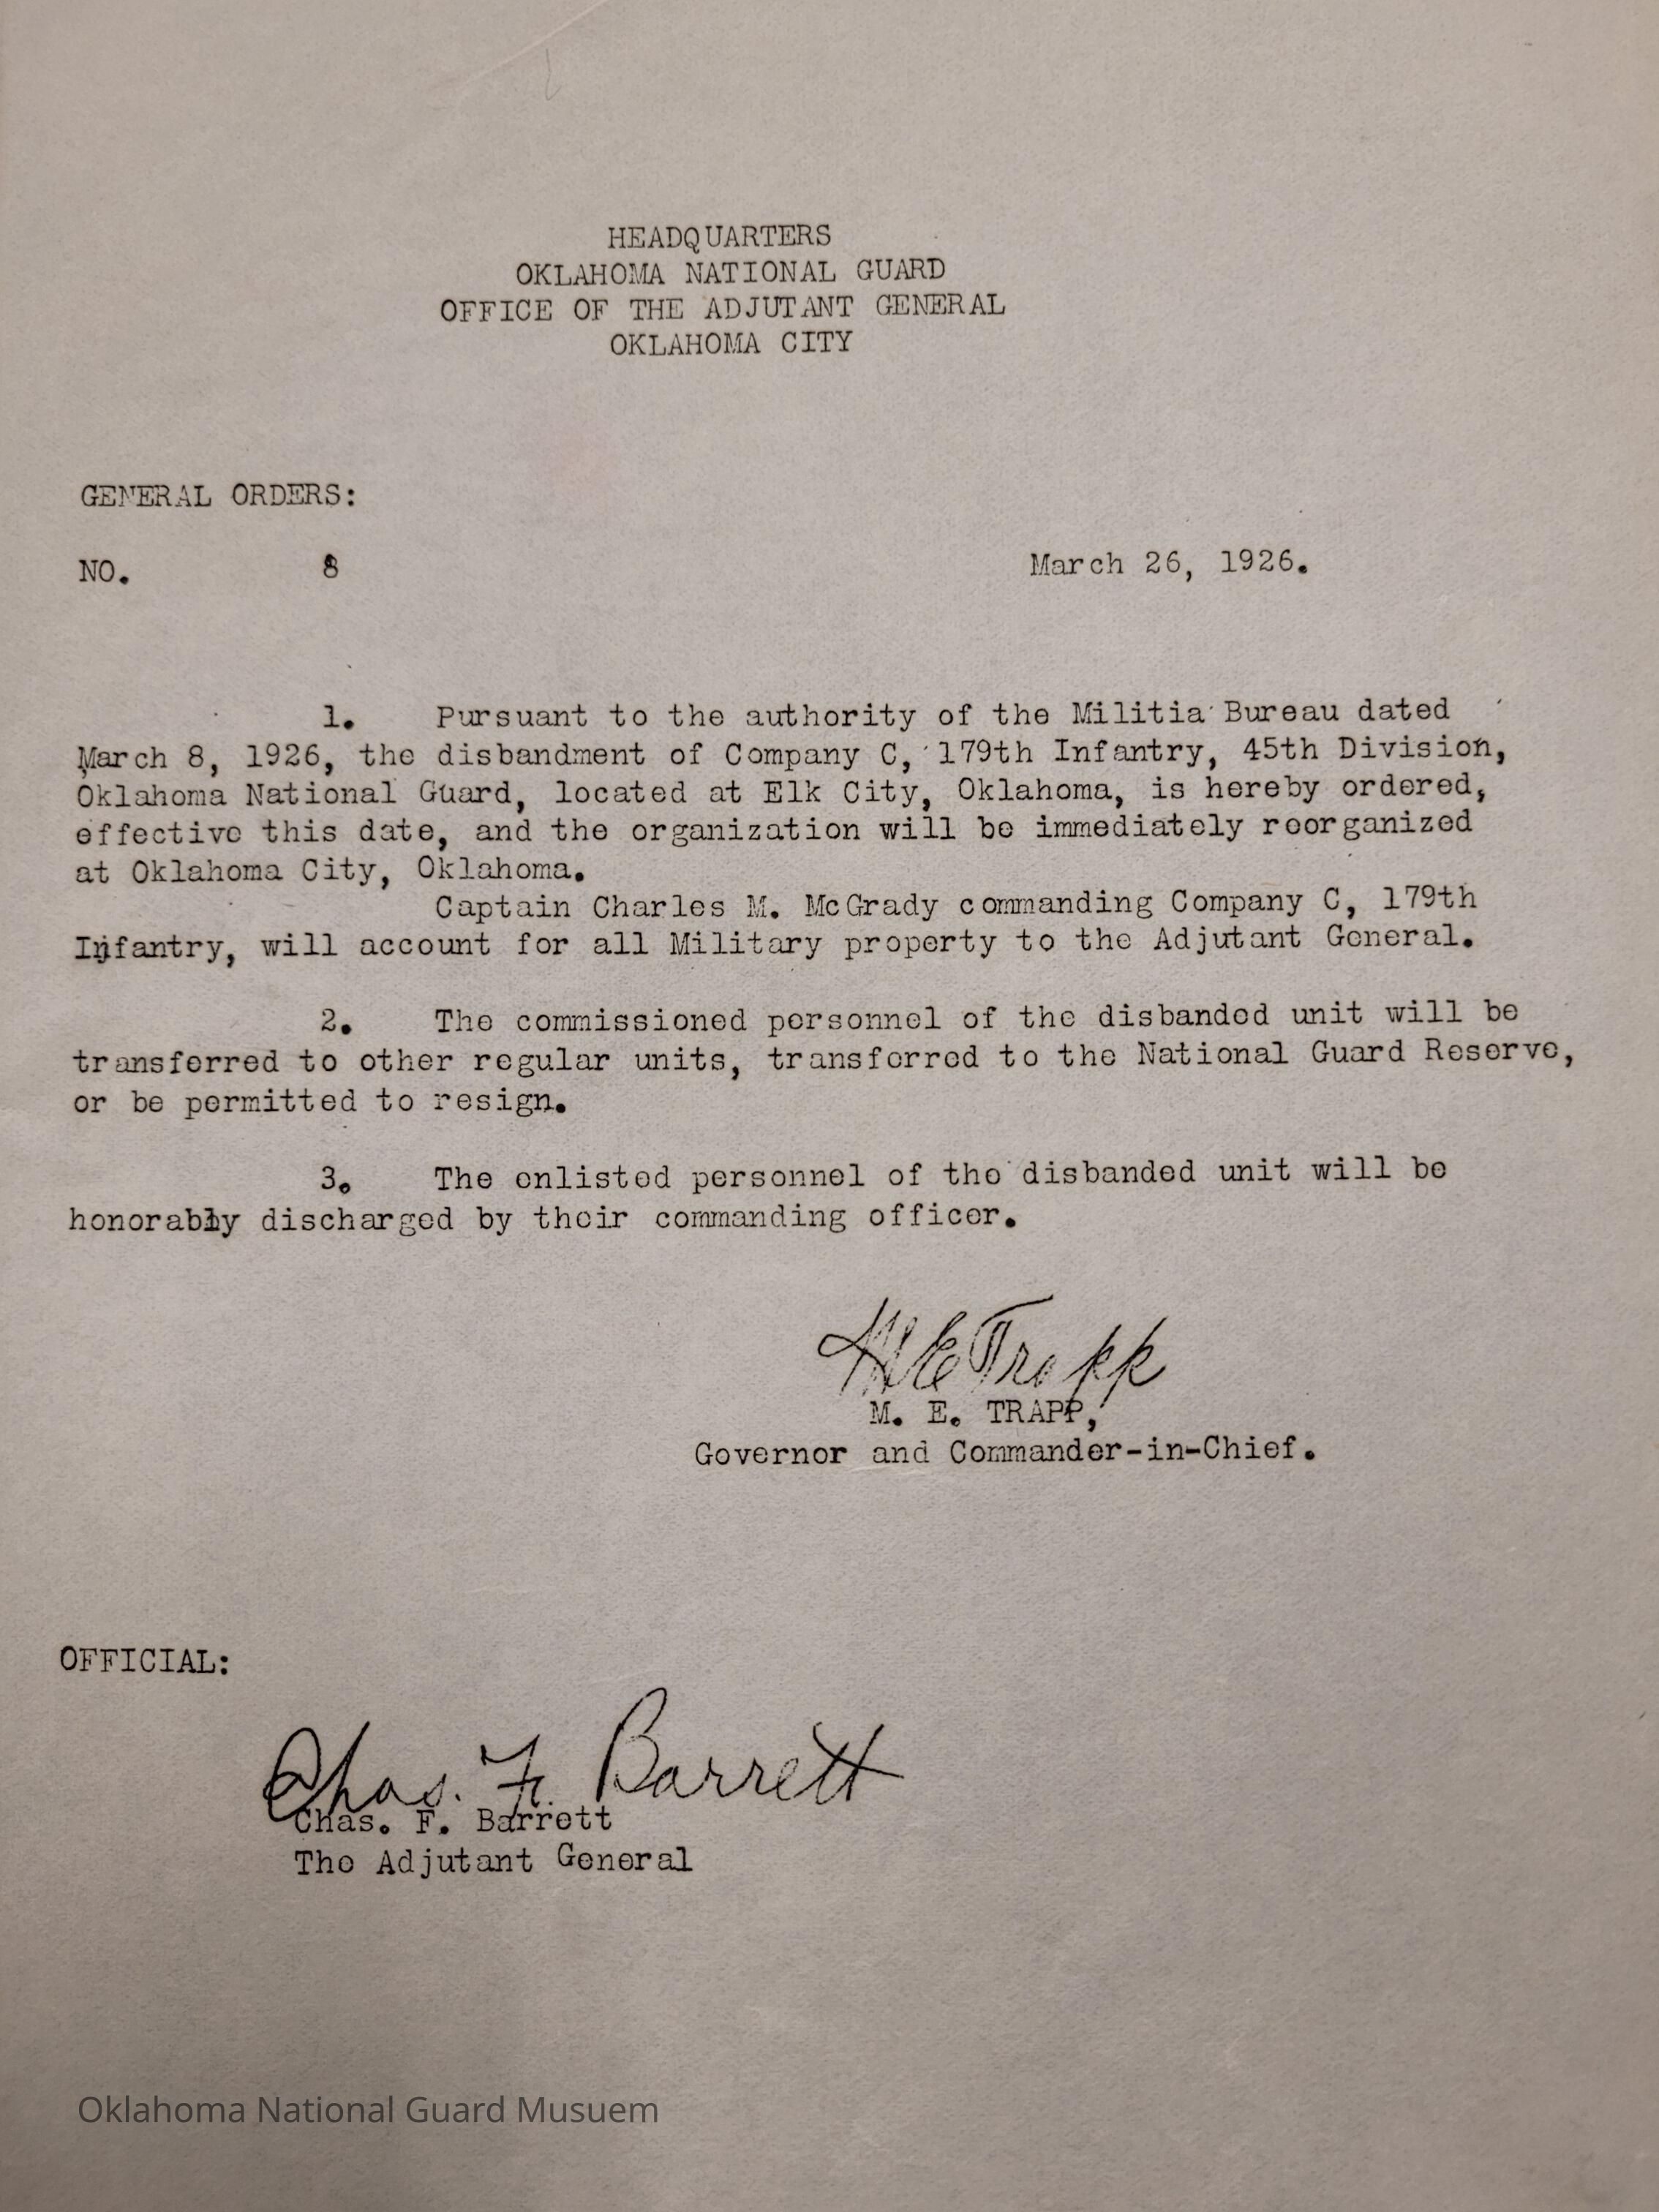 HEADQUARTERS
OKLAHOMA NATIONAL GUARD
OFFICE OF THE ADJUTANT GENERAL
OKLAHOMA CITY
GENERAL ORDERS:
NO. 8 March 26, 1926.
1. Pursuant to the authority of the Militia Bureau dated
March 8, 1926, the disbandment of Company C, 179th Infantry, 45th Division,
Oklahoma National Guard, located at Elk City, Oklahoma, is hereby ordered,
effective this date, and the organization will be immediately reorganized
at Oklahoma City, Oklahoma.
Captain Charles M. McGrady commanding Company C, 179th
Infantry, will account for all Military property to the Adjutant General.
2. The commissioned personnel of the disbanded unit will be
transferred to other regular units, transferred to the National Guard Reserve,
or be permitted to resign.
3. The enlisted personnel of the disbanded unit will be
honorably discharged by their commanding officer.
M E Trapp
M. E. TRAPP,
Governor and Commander-in-Chief.
OFFICIAL:
Chas. F. Barrett
Chas. F. Barrett
The Adjutant General
Oklahoma National Guard Musuem